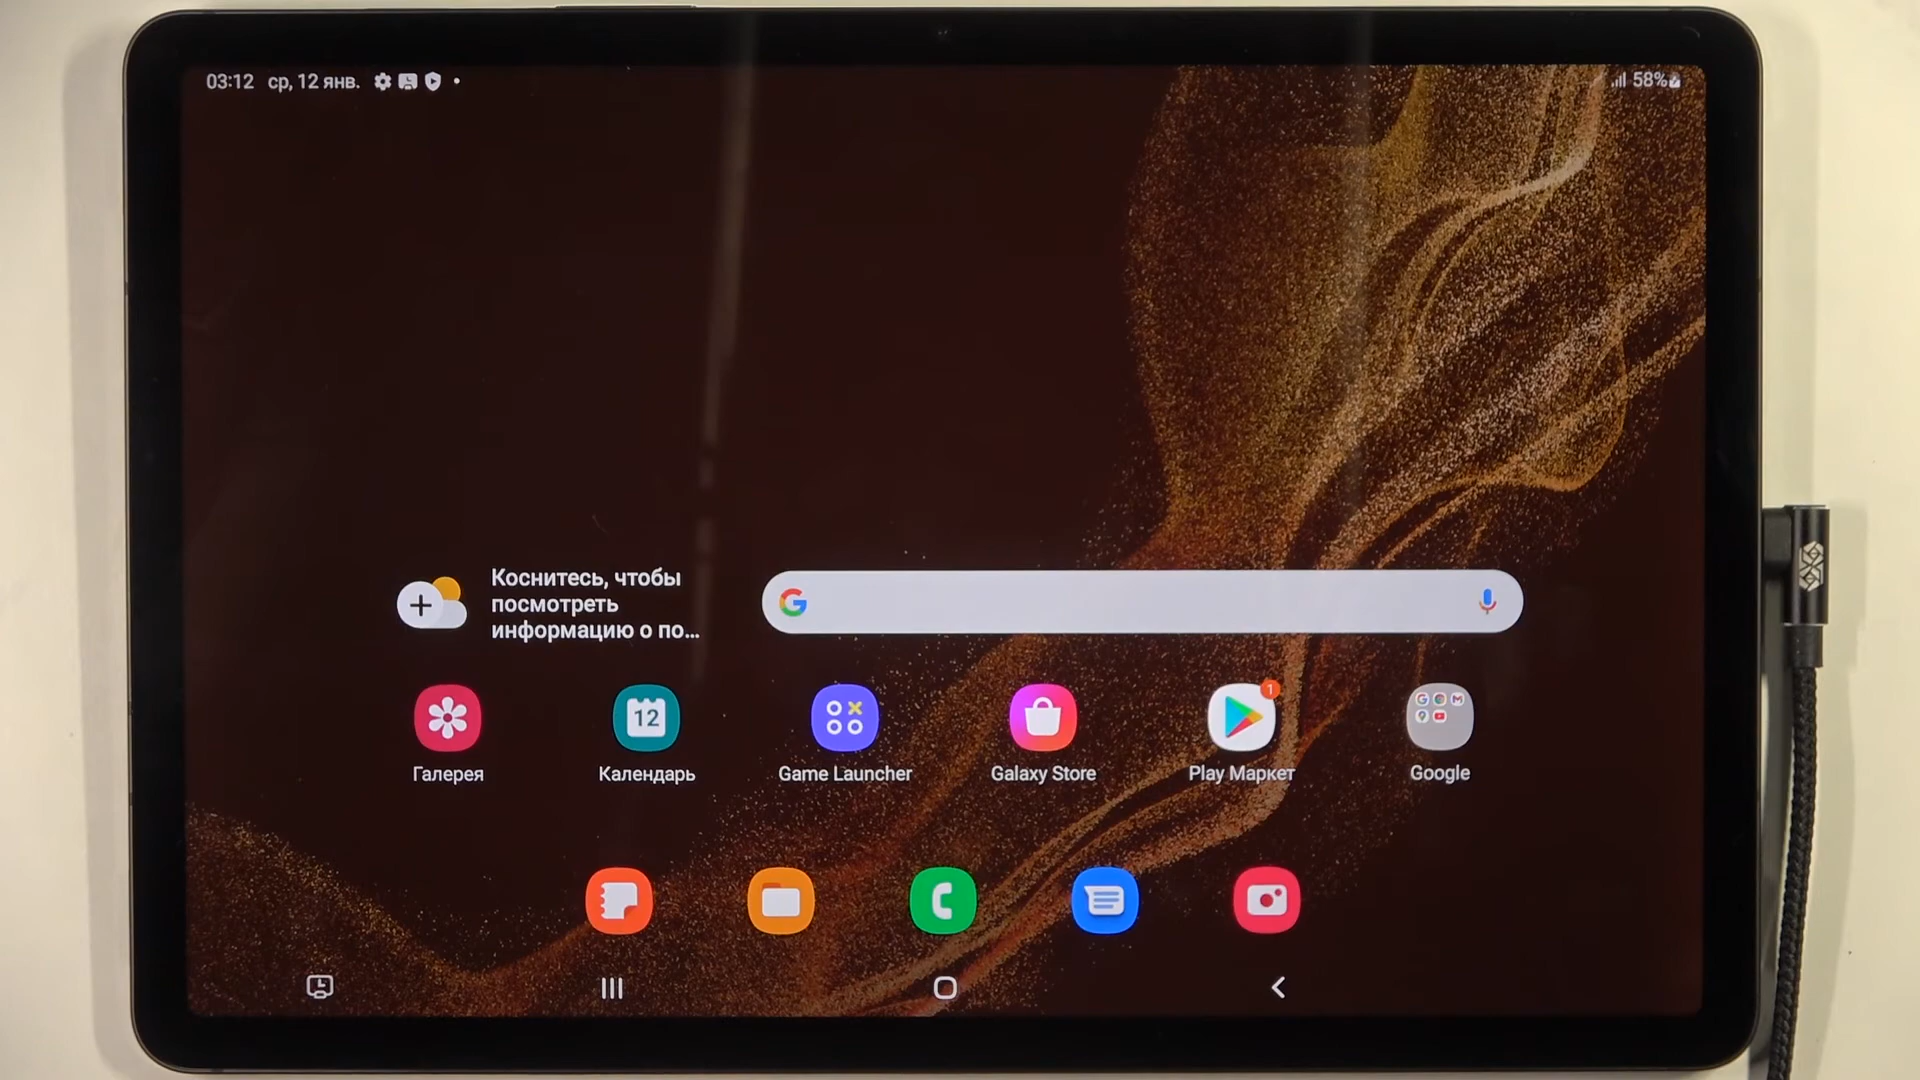 03:12 ср, 12 янв.
58%
Коснитесь, чтобы
посмотреть
информацию о по...
G
12
1
Галерея
Календарь
Game Launcher
Galaxy Store
Play Маркет
Google